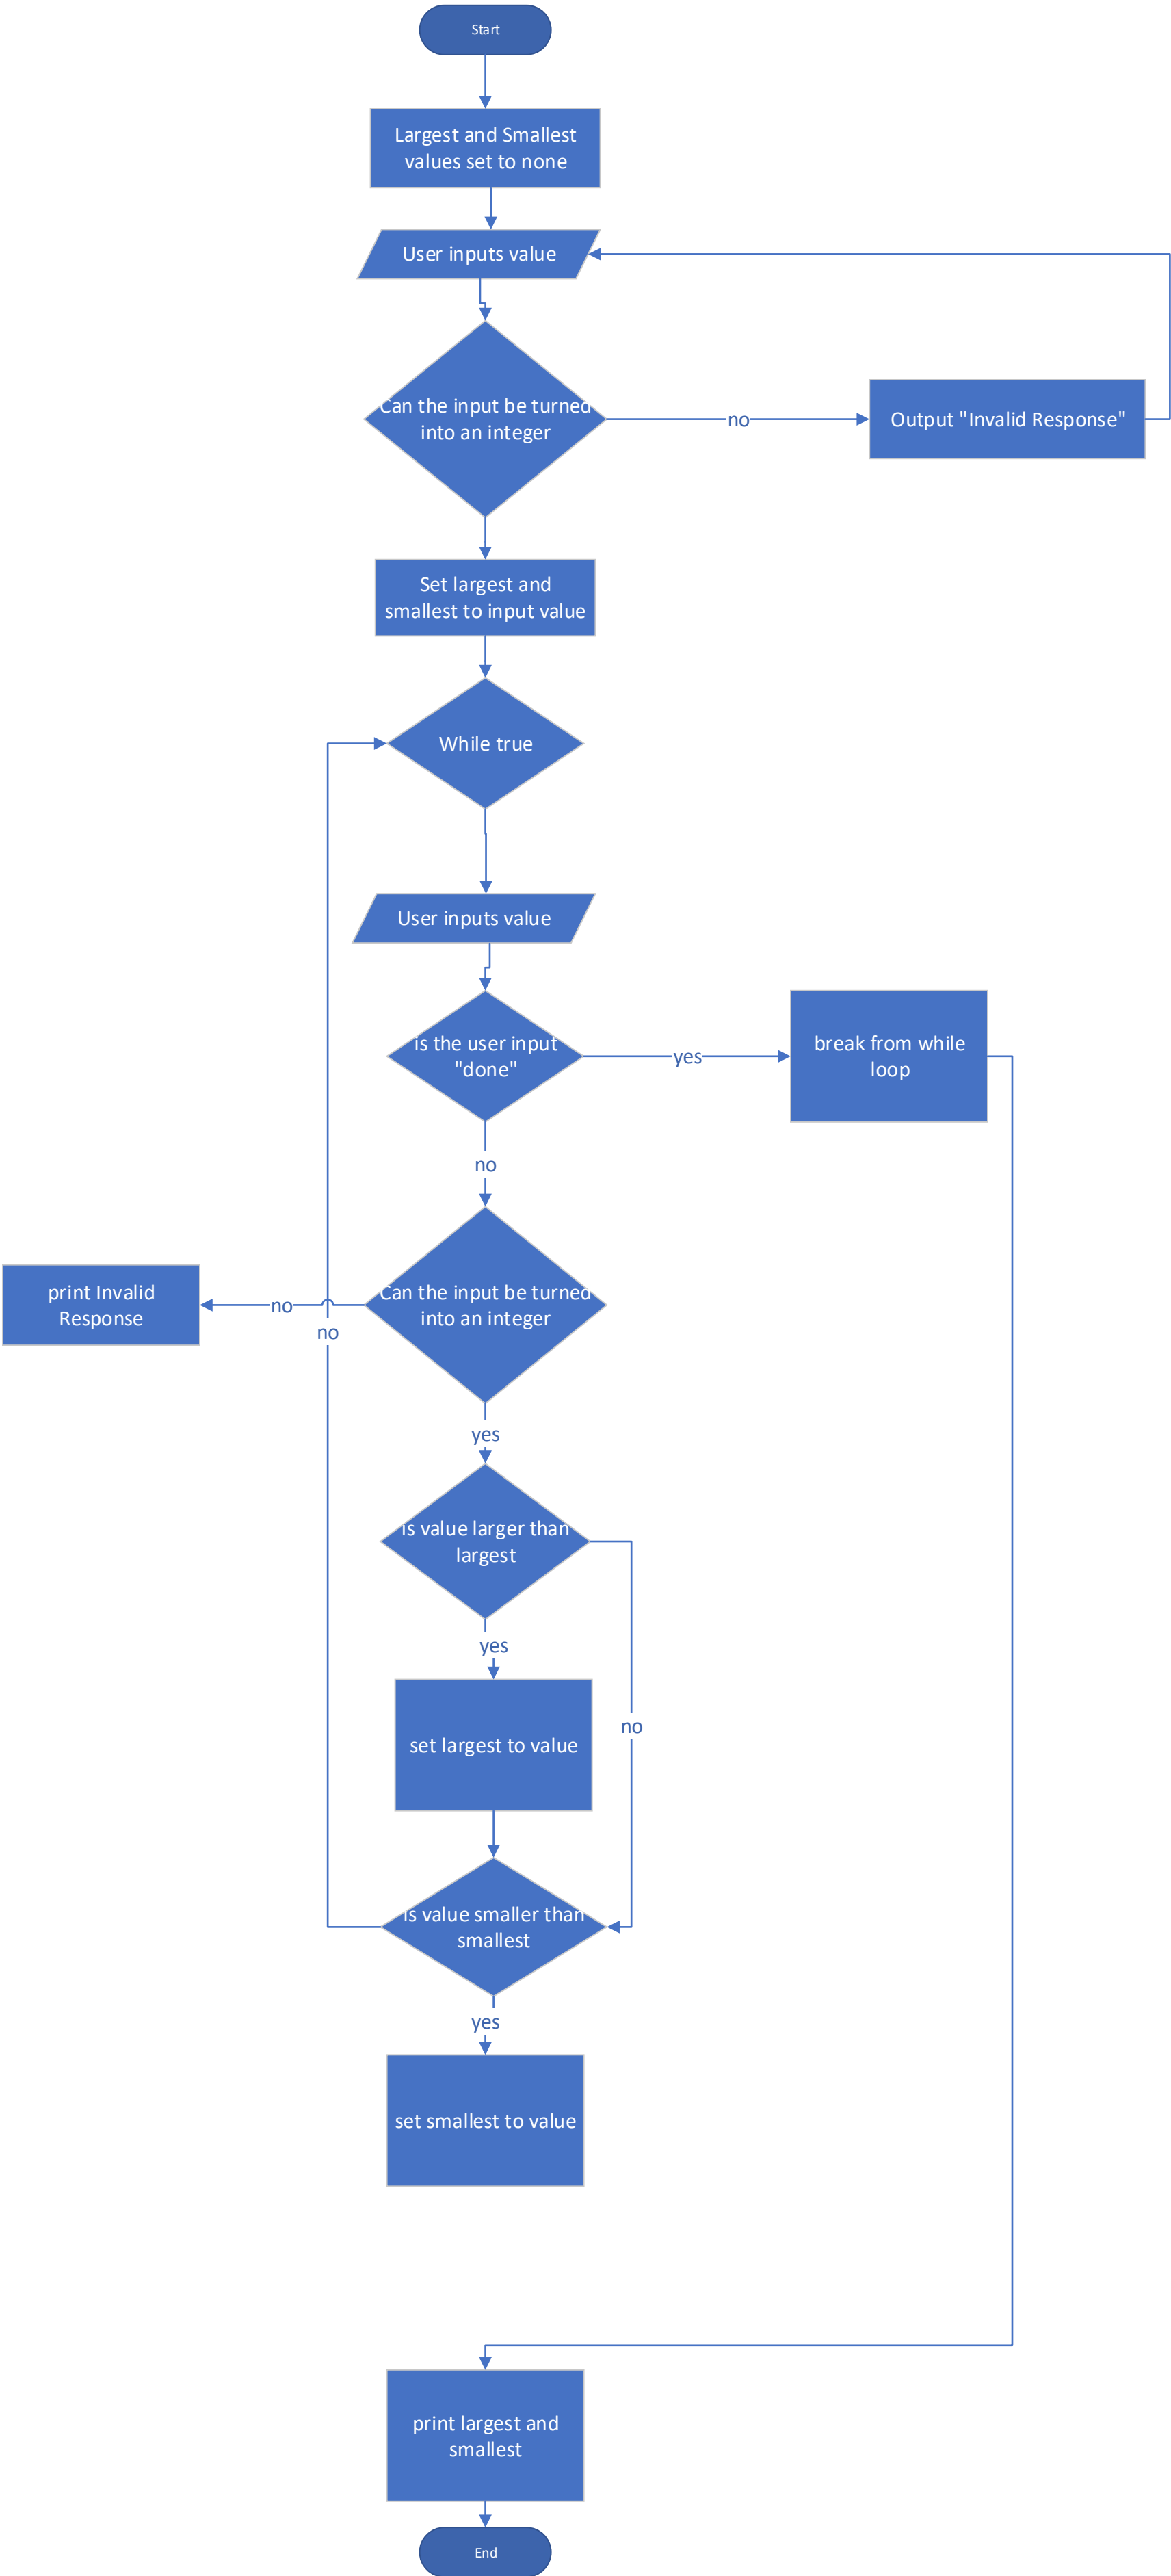 Start
Largest and Smallest
values set to none
User inputs value
Can the input be turned
into an integer
no
Output "Invalid Response"
Set largest and
smallest to input value
While true
User inputs value
is the user input
"done"
yes
break from while
loop
no
Can the input be turned
into an integer
no
print Invalid
Response
no
yes
is value larger than
largest
yes
no
set largest to value
is value smaller than
smallest
yes
set smallest to value
print largest and
smallest
End